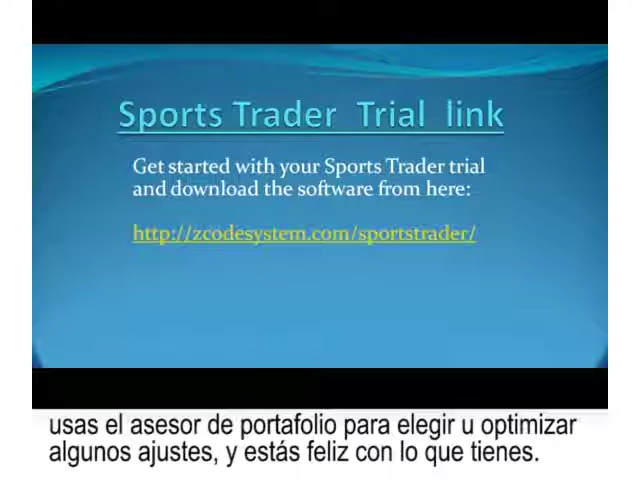 Sports Trader Trial link
Get started with your Sports Trader trial
and download the software from here:
http://zcodesystem.com/sportstrader/
usas el asesor de portafolio para elegir u optimizar
algunos ajustes, y estás feliz con lo que tienes.